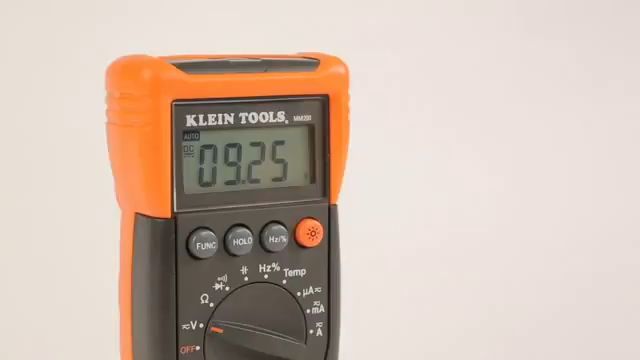 KLEIN TOOLS®
AUTO
DC
09.25
FUNC HOLD Hz/%
Hz% Temp
Ω µA
mA
V A
OFF